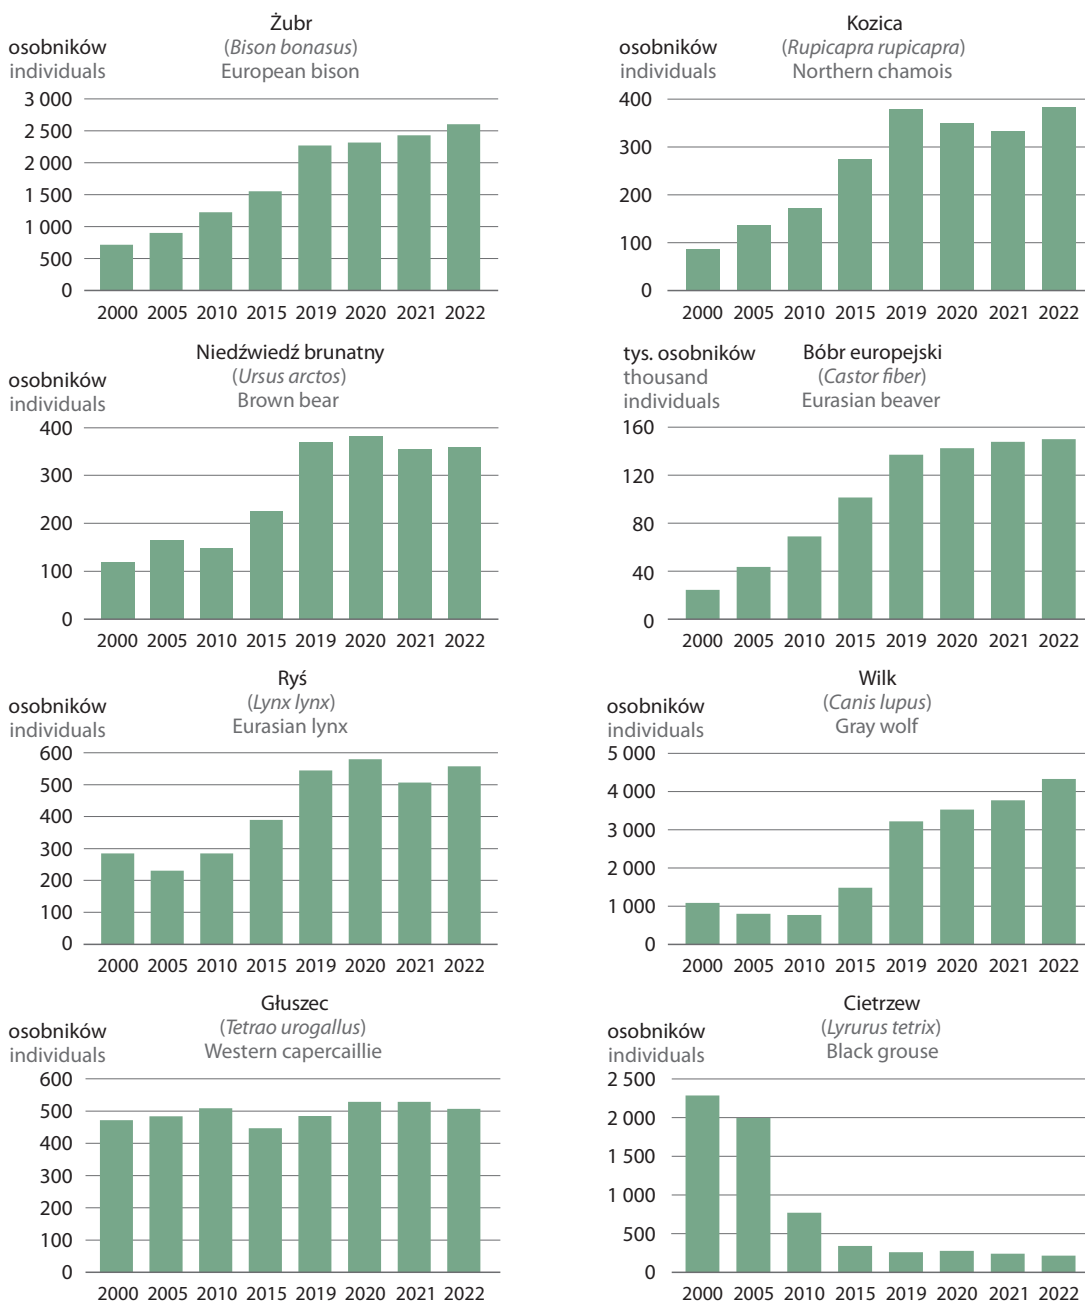 Żubr
(Bison bonasus)
European bison
osobników
individuals
3 000
2 500
2 000
1 500
1 000
500
0
2000 2005 2010 2015 2019 2020 2021 2022
Kozica
(Rupicapra rupicapra)
Northern chamois
osobników
individuals
400
300
200
100
0
2000 2005 2010 2015 2019 2020 2021 2022
Niedźwiedź brunatny
(Ursus arctos)
Brown bear
osobników
individuals
400
300
200
100
0
2000 2005 2010 2015 2019 2020 2021 2022
Bóbr europejski
(Castor fiber)
Eurasian beaver
tys. osobników
thousand
individuals
160
120
80
40
0
2000 2005 2010 2015 2019 2020 2021 2022
Ryś
(Lynx lynx)
Eurasian lynx
osobników
individuals
600
500
400
300
200
100
0
2000 2005 2010 2015 2019 2020 2021 2022
Wilk
(Canis lupus)
Gray wolf
osobników
individuals
5 000
4 000
3 000
2 000
1 000
0
2000 2005 2010 2015 2019 2020 2021 2022
Głuszec
(Tetrao urogallus)
Western capercaillie
osobników
individuals
600
500
400
300
200
100
0
2000 2005 2010 2015 2019 2020 2021 2022
Cietrzew
(Lyrurus tetrix)
Black grouse
osobników
individuals
2 500
2 000
1 500
1 000
500
0
2000 2005 2010 2015 2019 2020 2021 2022